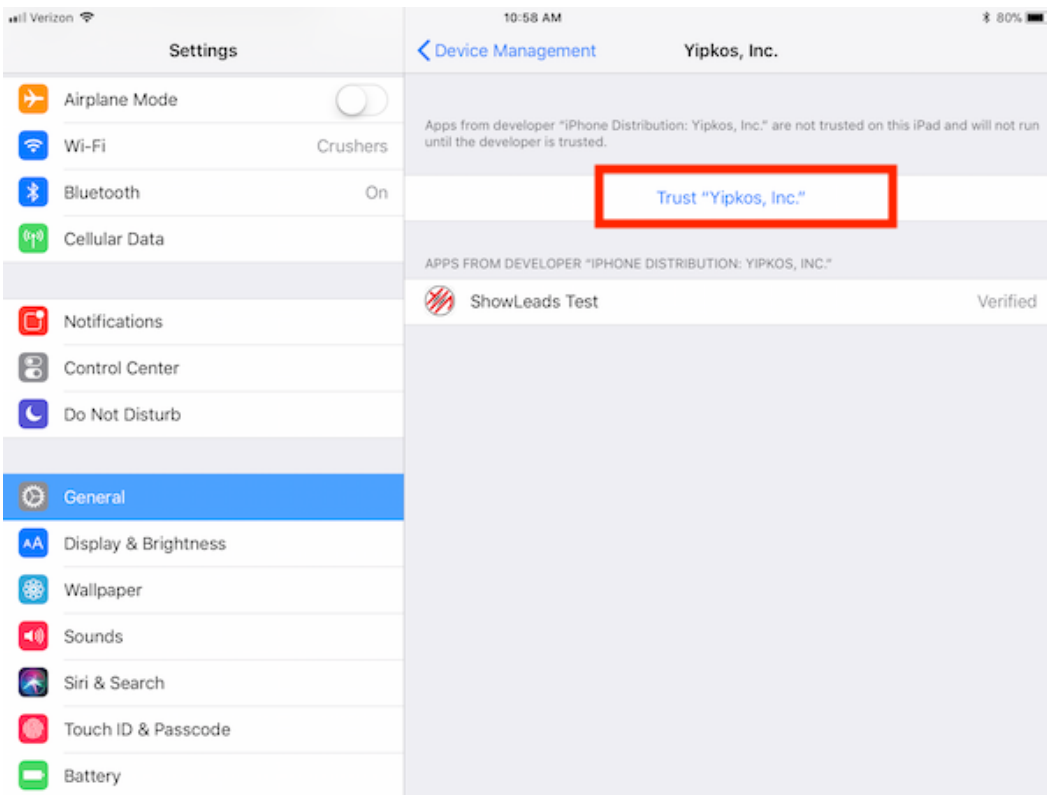 Verizon
10:58 AM
80%
Settings
Device Management
Yipkos, Inc.
Airplane Mode
Wi-Fi
Crushers
Bluetooth
On
Cellular Data
Notifications
Control Center
Do Not Disturb
General
AA
Display & Brightness
Wallpaper
Sounds
Siri & Search
Touch ID & Passcode
Battery
Apps from developer “iPhone Distribution: Yipkos, Inc.” are not trusted on this iPad and will not run
until the developer is trusted.
Trust “Yipkos, Inc.”
APPS FROM DEVELOPER “IPHONE DISTRIBUTION: YIPKOS, INC.”
ShowLeads Test
Verified